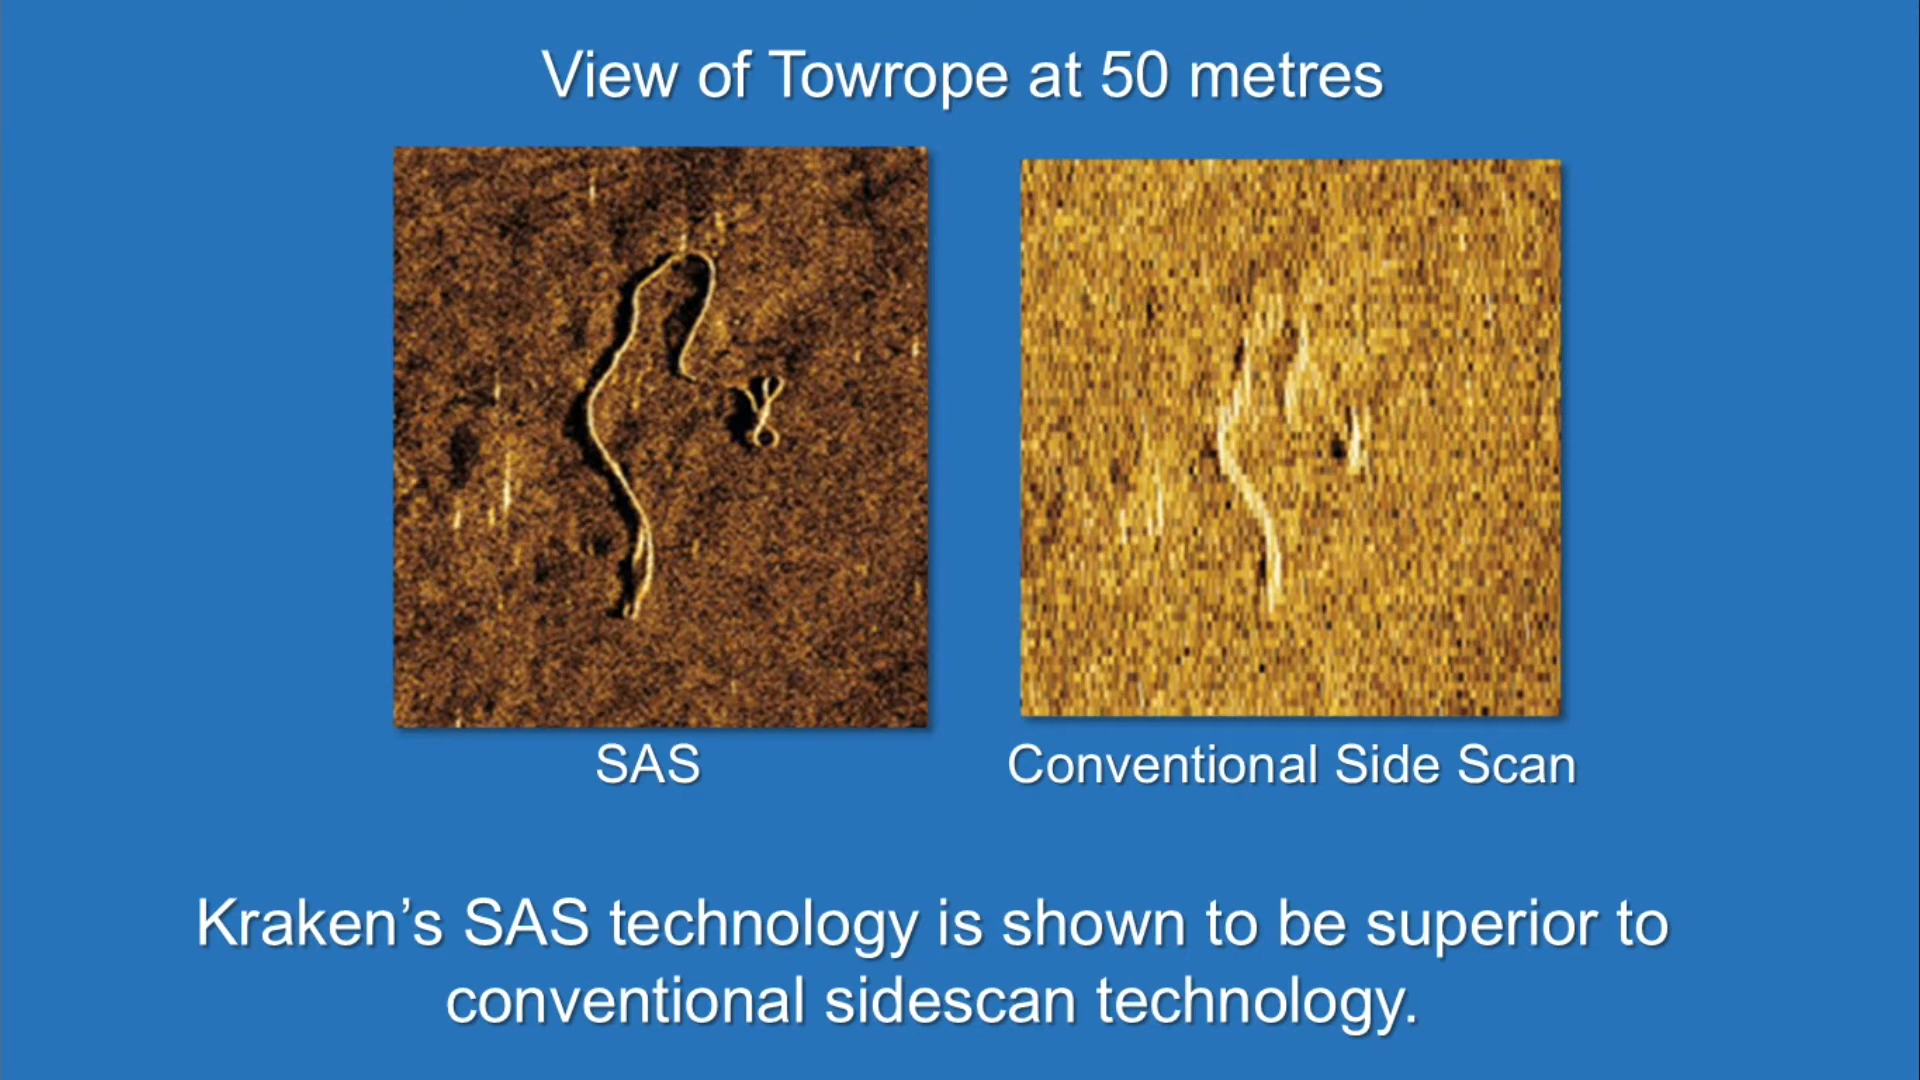 View of Towrope at 50 metres
SAS
Conventional Side Scan
Kraken’s SAS technology is shown to be superior to
conventional sidescan technology.